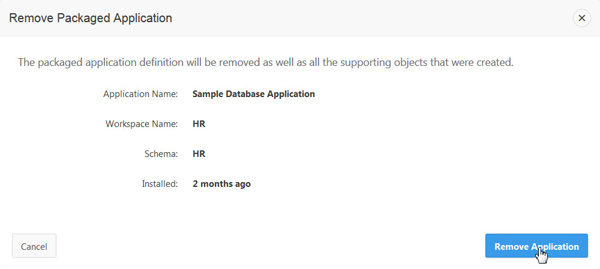 Remove Packaged Application
The packaged application definition will be removed as well as all the supporting objects that were created.
Application Name: Sample Database Application
Workspace Name: HR
Schema: HR
Installed: 2 months ago
Cancel Remove Application